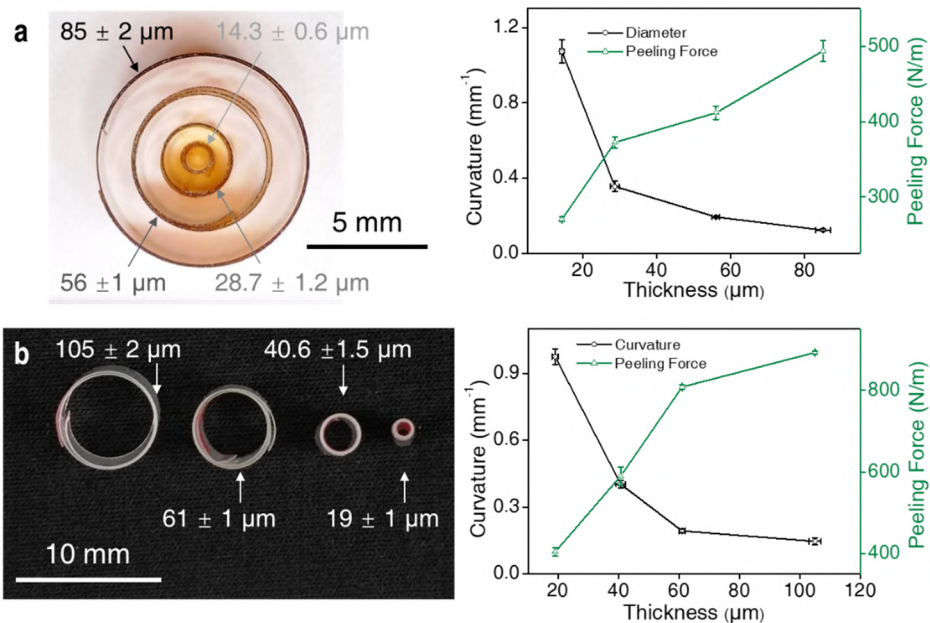 a
85 ± 2 µm
14.3 ± 0.6 µm
5 mm
56 ±1 µm
28.7 ± 1.2 µm
1.2
0.8
0.4
0.0
Curvature (mm⁻¹)
Diameter
Peeling Force
500
400
300
Peeling Force (N/m)
20
40
60
80
Thickness (µm)
b
105 ± 2 µm
40.6 ±1.5 µm
61 ± 1 µm
19 ± 1 µm
10 mm
0.9
0.6
0.3
0.0
Curvature (mm⁻¹)
Curvature
Peeling Force
800
600
400
Peeling Force (N/m)
20
40
60
80
100
120
Thickness (µm)